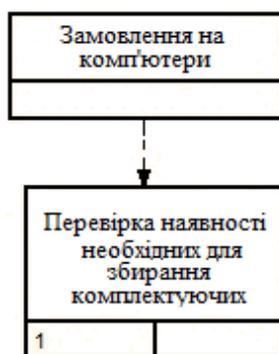 Замовлення на
комп'ютери
Перевірка наявності
необхідних для
збирання
комплектуючих
1